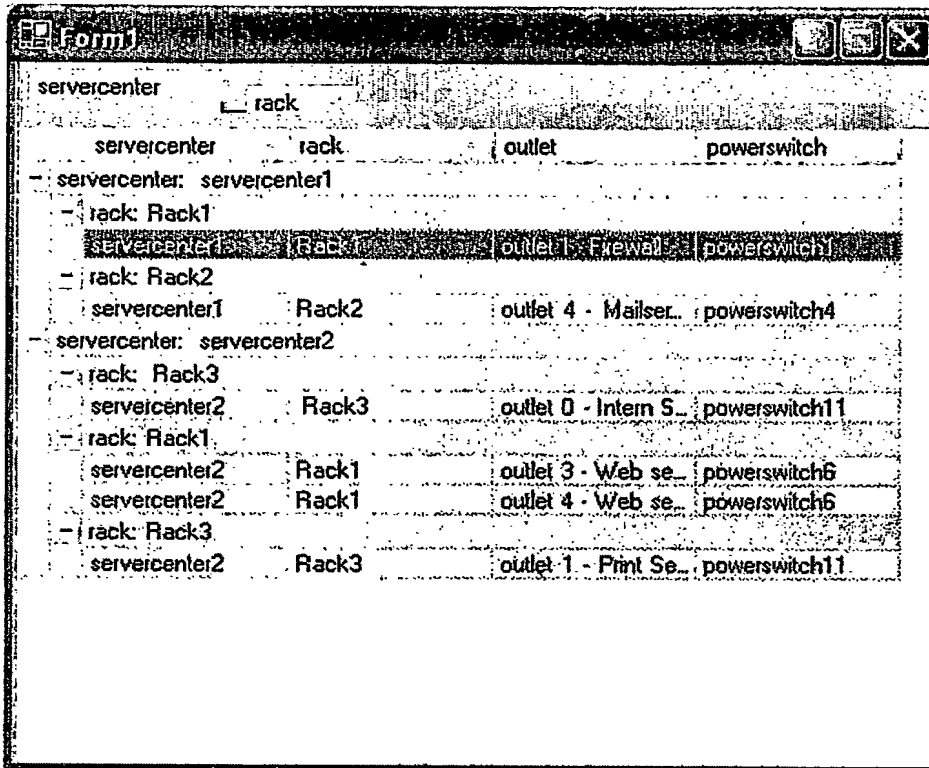 Form1
servercenter
rack
servercenter rack outlet powerswitch
servercenter: servercenter1
rack: Rack1
servercenter1 Rack1 outlet 1 - Firewall powerswitch1
rack: Rack2
servercenter1 Rack2 outlet 4 - Mailser... powerswitch4
servercenter: servercenter2
rack: Rack3
servercenter2 Rack3 outlet 0 - Intern S... powerswitch11
rack: Rack1
servercenter2 Rack1 outlet 3 - Web se... powerswitch6
servercenter2 Rack1 outlet 4 - Web se... powerswitch6
rack: Rack3
servercenter2 Rack3 outlet 1 - Print Se... powerswitch11